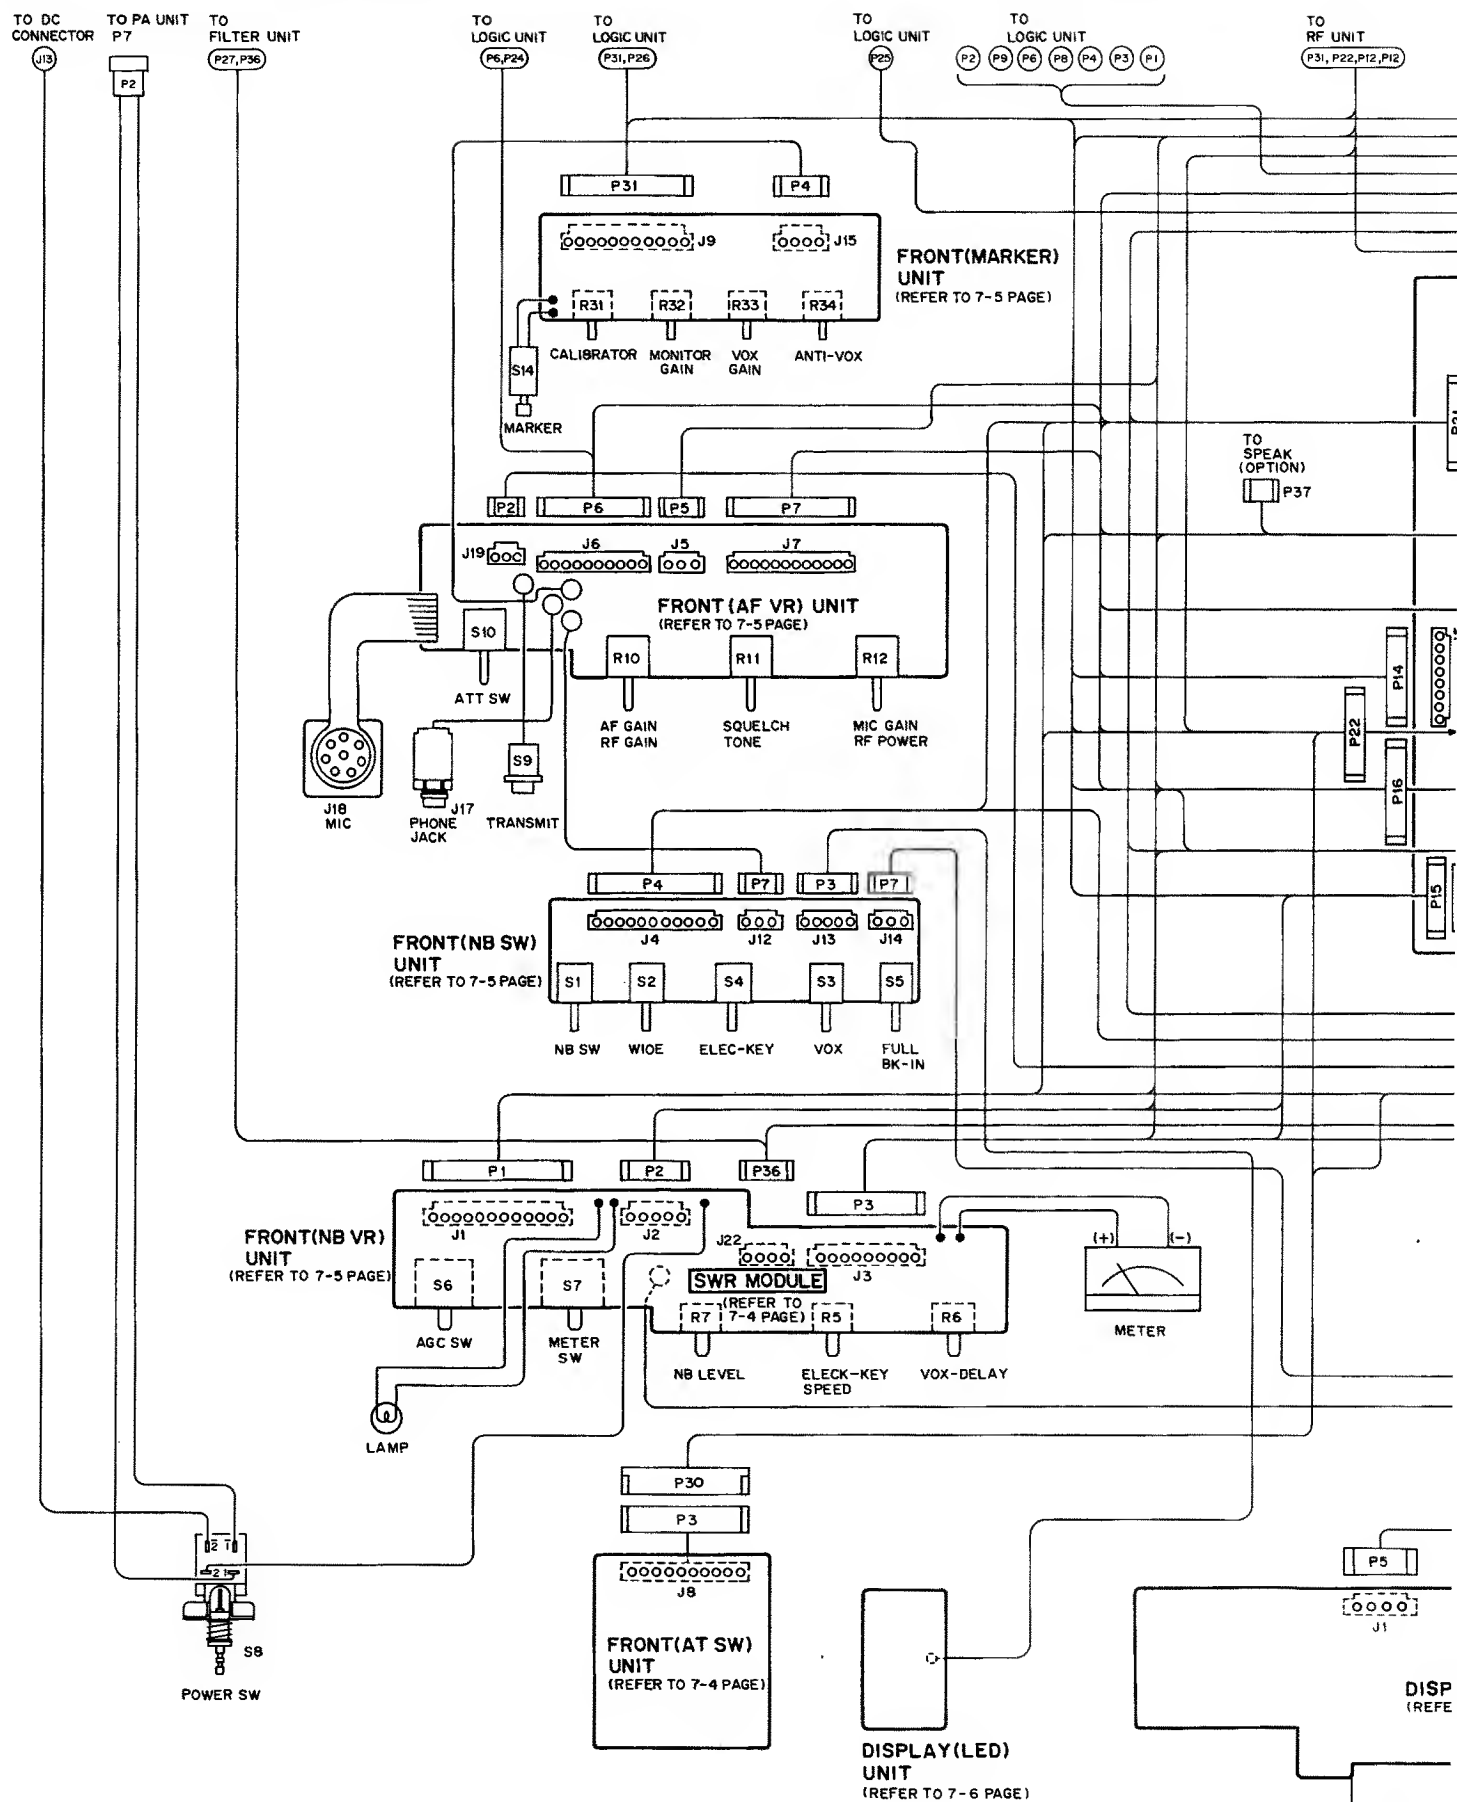 TO DC
CONNECTOR
J13
TO PA UNIT
P7
P2
TO
FILTER UNIT
P27,P36
TO
LOGIC UNIT
P6,P24
TO
LOGIC UNIT
P31,P26
TO
LOGIC UNIT
P25
TO
LOGIC UNIT
P2 P9 P6 P8 P4 P3 P1
TO
RF UNIT
P31, P22,P12,P12
P31
P4
J9
J15
FRONT(MARKER)
UNIT
(REFER TO 7-5 PAGE)
R31
R32
R33
R34
CALIBRATOR
MONITOR
GAIN
VOX
GAIN
ANTI-VOX
S14
MARKER
TO
SPEAK
(OPTION)
P37
P2
P6
P5
P7
J19
J6
J5
J7
FRONT(AF VR) UNIT
(REFER TO 7-5 PAGE)
S10
R10
R11
R12
ATT SW
AF GAIN
RF GAIN
SQUELCH
TONE
MIC GAIN
RF POWER
S9
J18
MIC
J17
PHONE
JACK
TRANSMIT
P14
P22
P16
P15
P4
P7
P3
P7
J4
J12
J13
J14
FRONT(NB SW)
UNIT
(REFER TO 7-5 PAGE)
S1
S2
S4
S3
S5
NB SW
WIOE
ELEC-KEY
VOX
FULL
BK-IN
P1
P2
P36
P3
J1
J2
J22
J3
FRONT(NB VR)
UNIT
(REFER TO 7-5 PAGE)
S6
S7
SWR MODULE
(REFER TO
7-4 PAGE)
R7
R5
R6
AGC SW
METER
SW
NB LEVEL
ELECK-KEY
SPEED
VOX-DELAY
(+)
(-)
METER
LAMP
P30
P3
J8
FRONT(AT SW)
UNIT
(REFER TO 7-4 PAGE)
2 1
2 1
S8
POWER SW
DISPLAY(LED)
UNIT
(REFER TO 7-6 PAGE)
P5
J1
DISP
(REFE